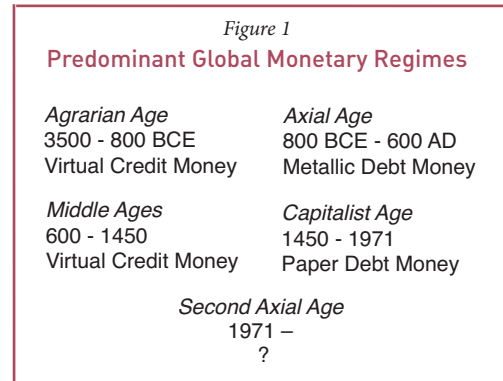 Figure 1
Predominant Global Monetary Regimes
Agrarian Age
3500 - 800 BCE
Virtual Credit Money
Axial Age
800 BCE - 600 AD
Metallic Debt Money
Middle Ages
600 - 1450
Virtual Credit Money
Capitalist Age
1450 - 1971
Paper Debt Money
Second Axial Age
1971 –
?